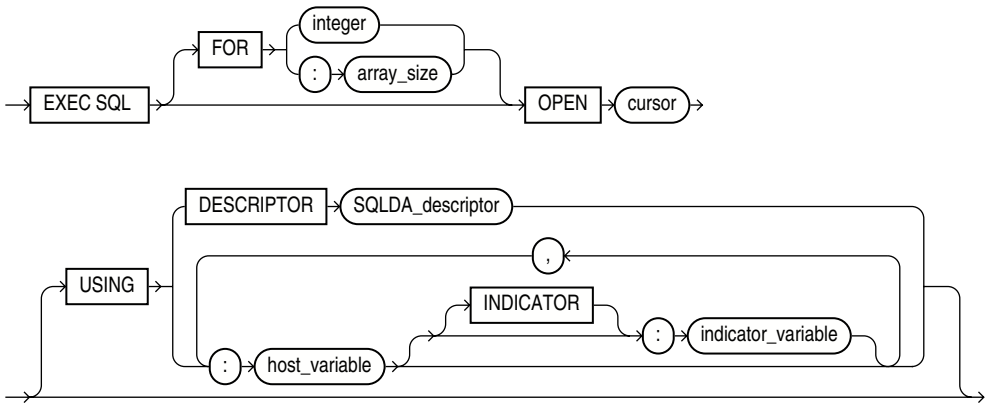 integer
FOR
: array_size
EXEC SQL OPEN cursor
DESCRIPTOR SQLDA_descriptor
,
USING
INDICATOR
: indicator_variable
: host_variable